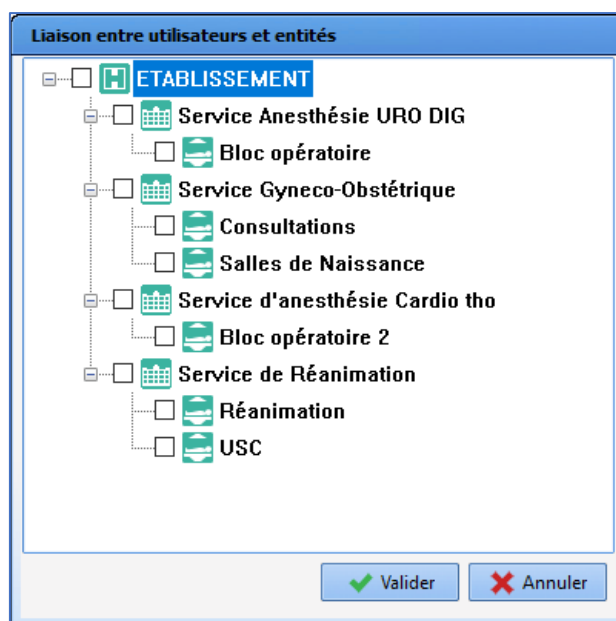 Liaison entre utilisateurs et entités
H ETABLISSEMENT
Service Anesthésie URO DIG
Bloc opératoire
Service Gyneco-Obstétrique
Consultations
Salles de Naissance
Service d'anesthésie Cardio tho
Bloc opératoire 2
Service de Réanimation
Réanimation
USC
Valider Annuler